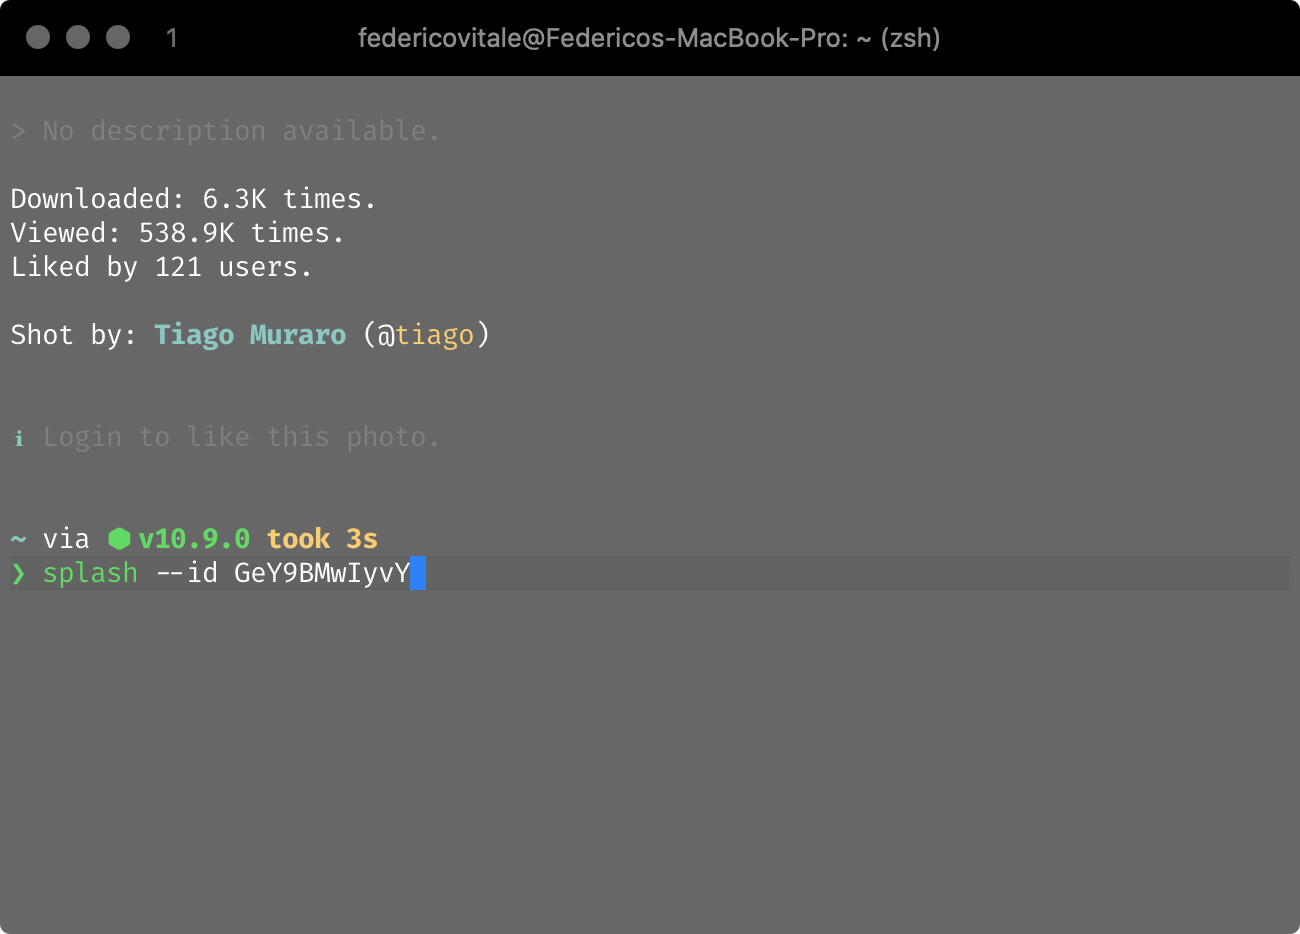 1 federicovitale@Federicos-MacBook-Pro: ~ (zsh)
> No description available.
Downloaded: 6.3K times.
Viewed: 538.9K times.
Liked by 121 users.
Shot by: Tiago Muraro (@tiago)
ℹ Login to like this photo.
~ via ⬢ v10.9.0 took 3s
❯ splash --id GeY9BMwIyvY